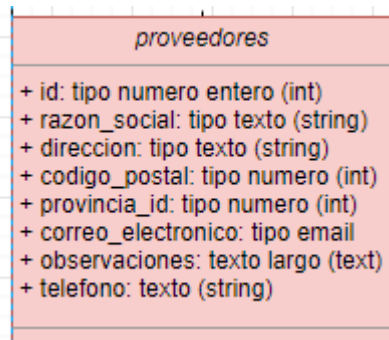 proveedores
+ id: tipo numero entero (int)
+ razon_social: tipo texto (string)
+ direccion: tipo texto (string)
+ codigo_postal: tipo numero (int)
+ provincia_id: tipo numero (int)
+ correo_electronico: tipo email
+ observaciones: texto largo (text)
+ telefono: texto (string)